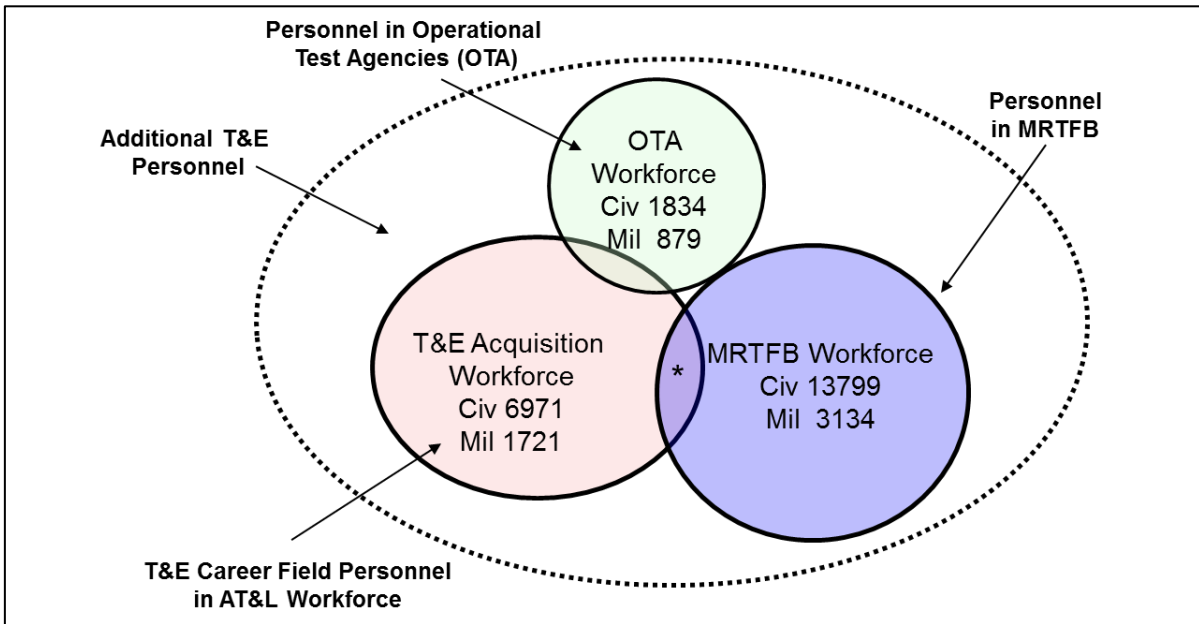 Personnel in Operational
Test Agencies (OTA)
Personnel
in MRTFB
Additional T&E
Personnel
OTA
Workforce
Civ 1834
Mil 879
T&E Acquisition
Workforce
Civ 6971
Mil 1721
*
MRTFB Workforce
Civ 13799
Mil 3134
T&E Career Field Personnel
in AT&L Workforce